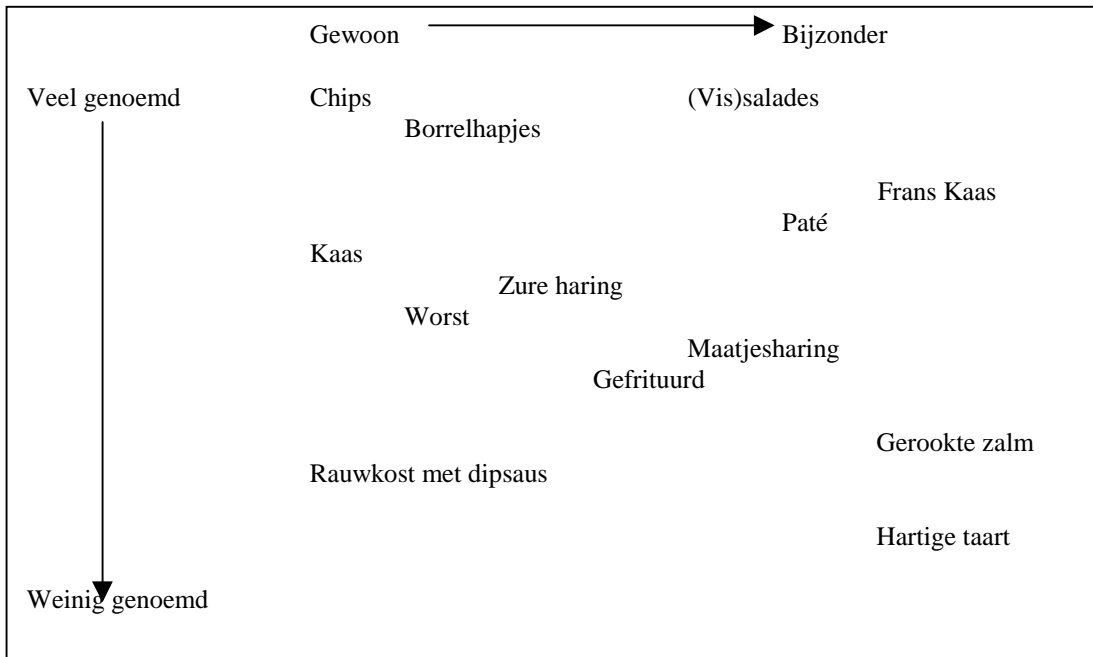 Gewoon Bijzonder
Veel genoemd Chips (Vis)salades
Borrelhapjes
Frans Kaas
Paté
Kaas
Zure haring
Worst
Maatjesharing
Gefrituurd
Gerookte zalm
Rauwkost met dipsaus
Hartige taart
Weinig genoemd